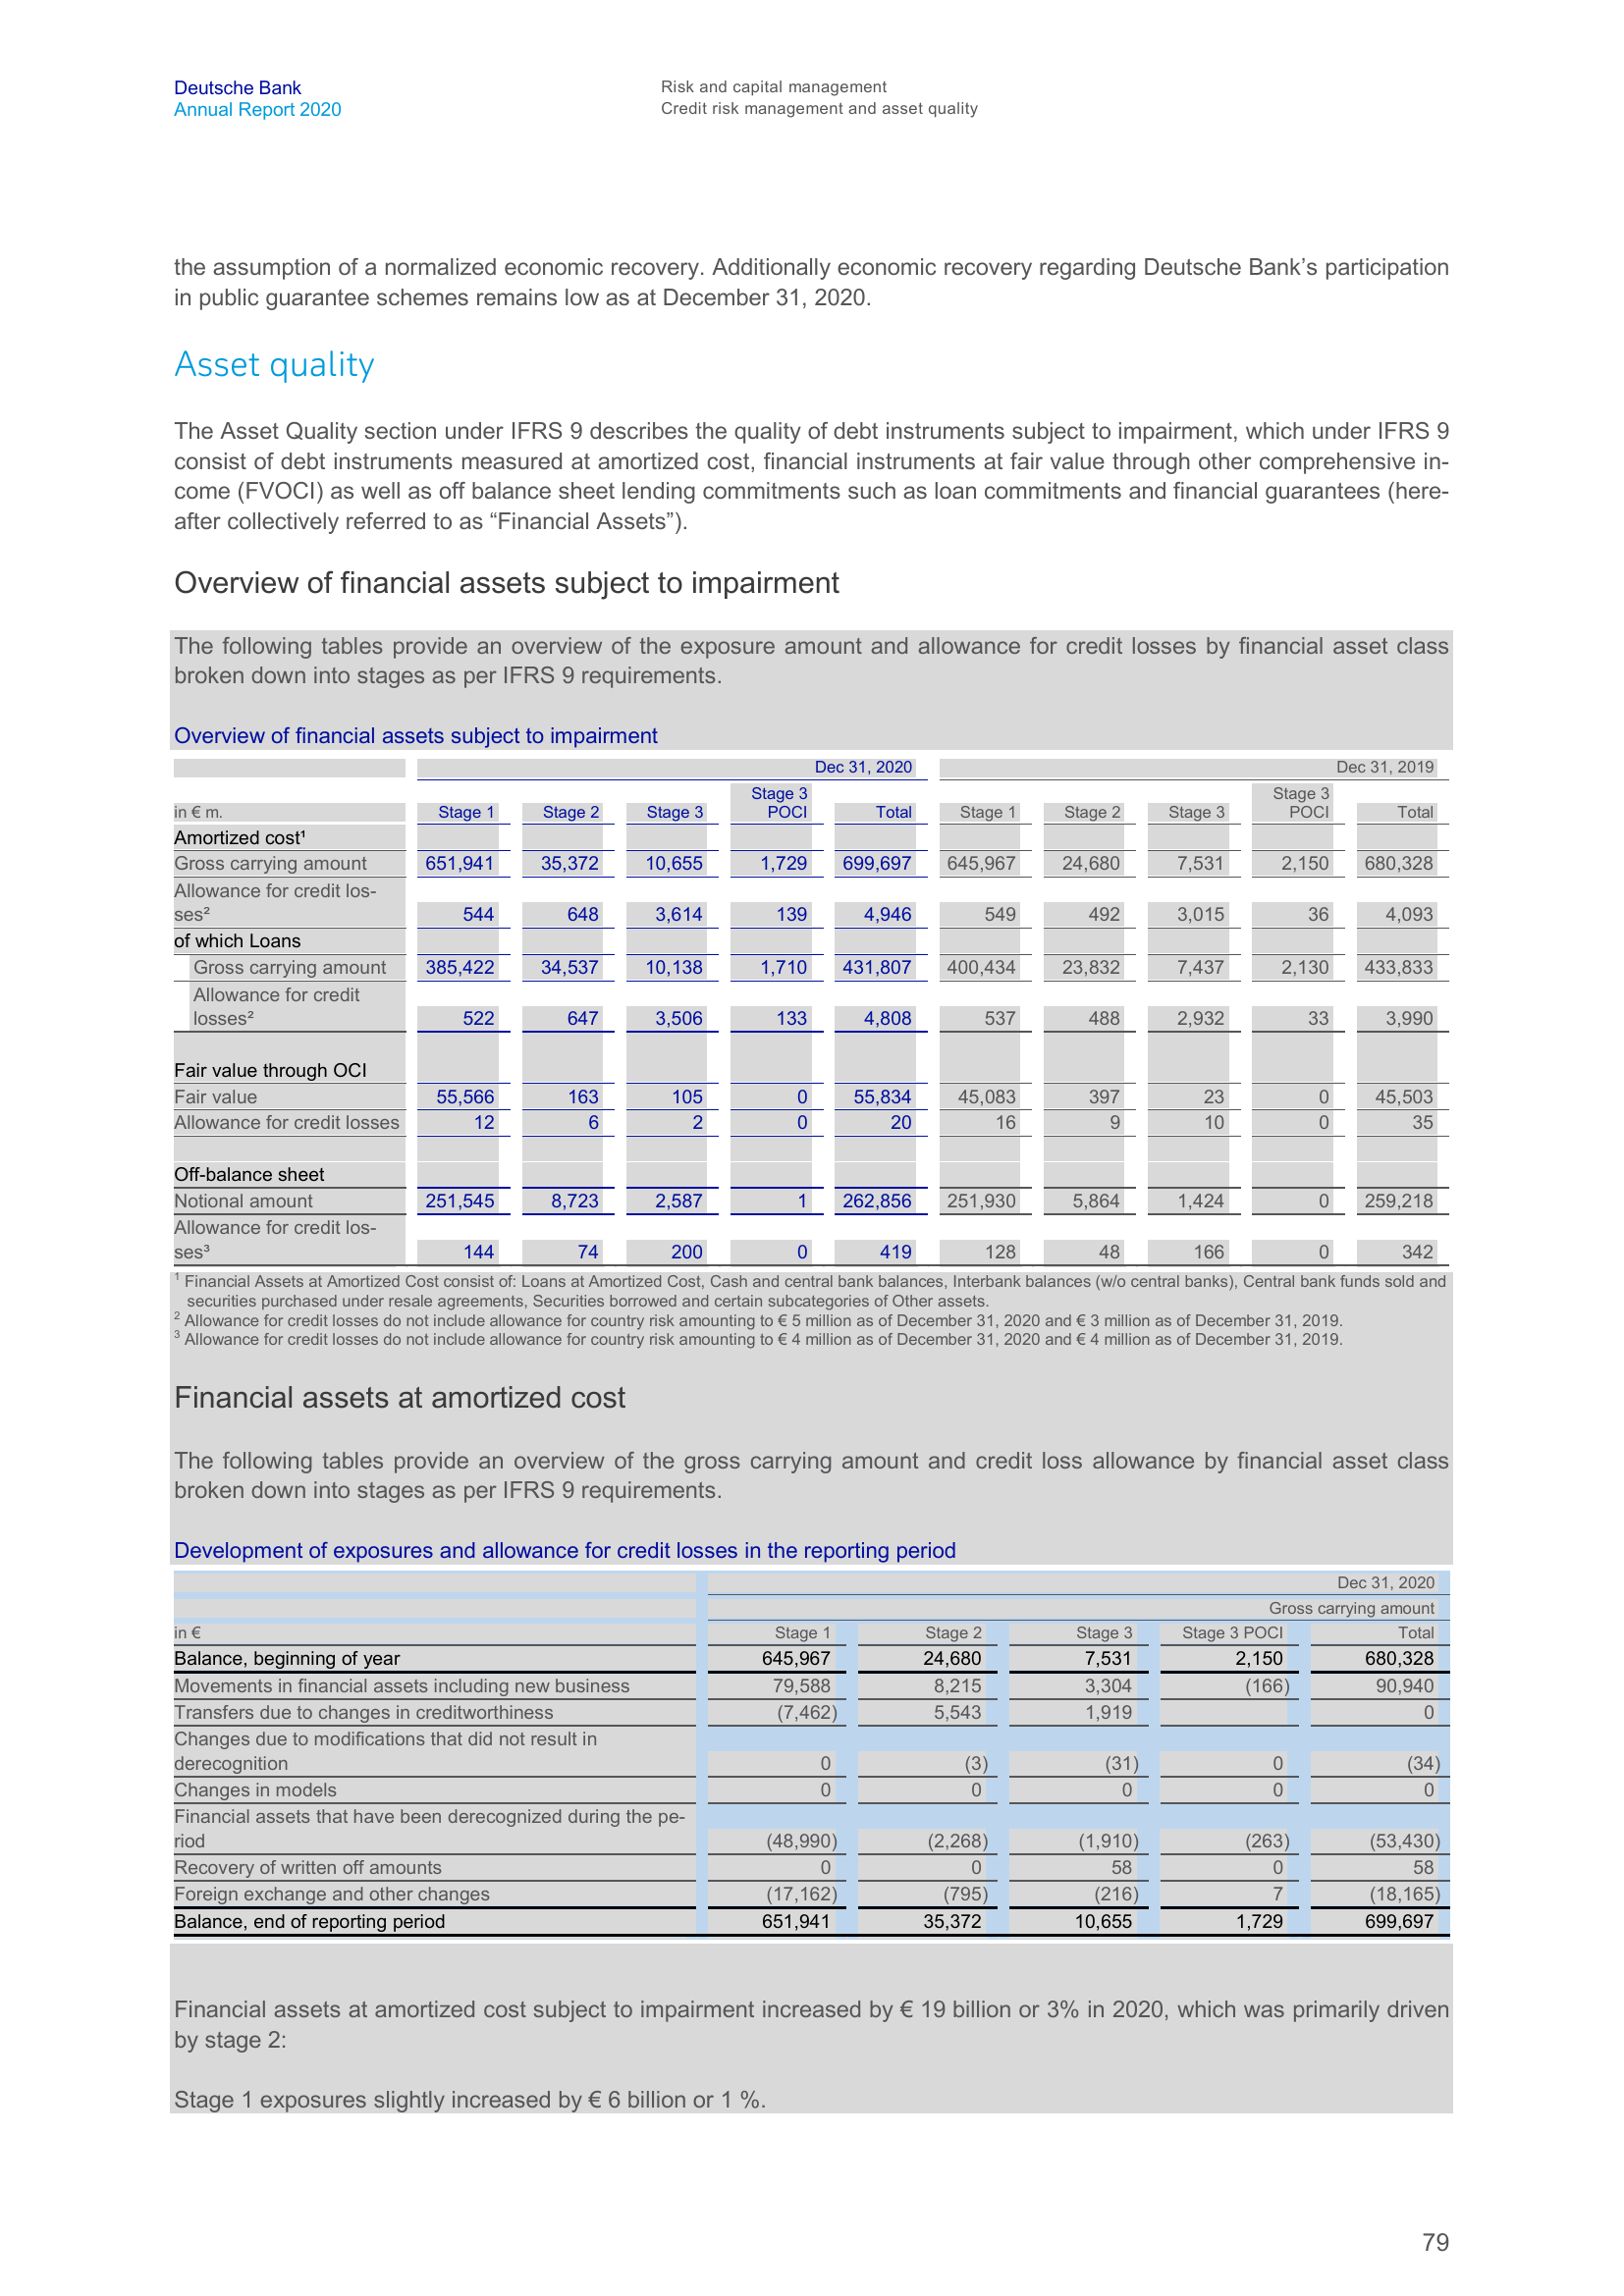 Deutsche Bank
Annual Report 2020
Risk and capital management
Credit risk management and asset quality
the assumption of a normalized economic recovery. Additionally economic recovery regarding Deutsche Bank’s participation
in public guarantee schemes remains low as at December 31, 2020.
Asset quality
The Asset Quality section under IFRS 9 describes the quality of debt instruments subject to impairment, which under IFRS 9
consist of debt instruments measured at amortized cost, financial instruments at fair value through other comprehensive in-
come (FVOCI) as well as off balance sheet lending commitments such as loan commitments and financial guarantees (here-
after collectively referred to as “Financial Assets”).
Overview of financial assets subject to impairment
The following tables provide an overview of the exposure amount and allowance for credit losses by financial asset class
broken down into stages as per IFRS 9 requirements.
Overview of financial assets subject to impairment
Dec 31, 2020 Dec 31, 2019
Stage 3 Stage 3
in € m. Stage 1 Stage 2 Stage 3 POCI Total Stage 1 Stage 2 Stage 3 POCI Total
Amortized cost¹
Gross carrying amount 651,941 35,372 10,655 1,729 699,697 645,967 24,680 7,531 2,150 680,328
Allowance for credit los-
ses² 544 648 3,614 139 4,946 549 492 3,015 36 4,093
of which Loans
Gross carrying amount 385,422 34,537 10,138 1,710 431,807 400,434 23,832 7,437 2,130 433,833
Allowance for credit
losses² 522 647 3,506 133 4,808 537 488 2,932 33 3,990
Fair value through OCI
Fair value 55,566 163 105 0 55,834 45,083 397 23 0 45,503
Allowance for credit losses 12 6 2 0 20 16 9 10 0 35
Off-balance sheet
Notional amount 251,545 8,723 2,587 1 262,856 251,930 5,864 1,424 0 259,218
Allowance for credit los-
ses³ 144 74 200 0 419 128 48 166 0 342
¹ Financial Assets at Amortized Cost consist of: Loans at Amortized Cost, Cash and central bank balances, Interbank balances (w/o central banks), Central bank funds sold and
securities purchased under resale agreements, Securities borrowed and certain subcategories of Other assets.
² Allowance for credit losses do not include allowance for country risk amounting to € 5 million as of December 31, 2020 and € 3 million as of December 31, 2019.
³ Allowance for credit losses do not include allowance for country risk amounting to € 4 million as of December 31, 2020 and € 4 million as of December 31, 2019.
Financial assets at amortized cost
The following tables provide an overview of the gross carrying amount and credit loss allowance by financial asset class
broken down into stages as per IFRS 9 requirements.
Development of exposures and allowance for credit losses in the reporting period
Dec 31, 2020
Gross carrying amount
in € Stage 1 Stage 2 Stage 3 Stage 3 POCI Total
Balance, beginning of year 645,967 24,680 7,531 2,150 680,328
Movements in financial assets including new business 79,588 8,215 3,304 (166) 90,940
Transfers due to changes in creditworthiness (7,462) 5,543 1,919 0
Changes due to modifications that did not result in
derecognition 0 (3) (31) 0 (34)
Changes in models 0 0 0 0 0
Financial assets that have been derecognized during the pe-
riod (48,990) (2,268) (1,910) (263) (53,430)
Recovery of written off amounts 0 0 58 0 58
Foreign exchange and other changes (17,162) (795) (216) 7 (18,165)
Balance, end of reporting period 651,941 35,372 10,655 1,729 699,697
Financial assets at amortized cost subject to impairment increased by € 19 billion or 3% in 2020, which was primarily driven
by stage 2:
Stage 1 exposures slightly increased by € 6 billion or 1 %.
79